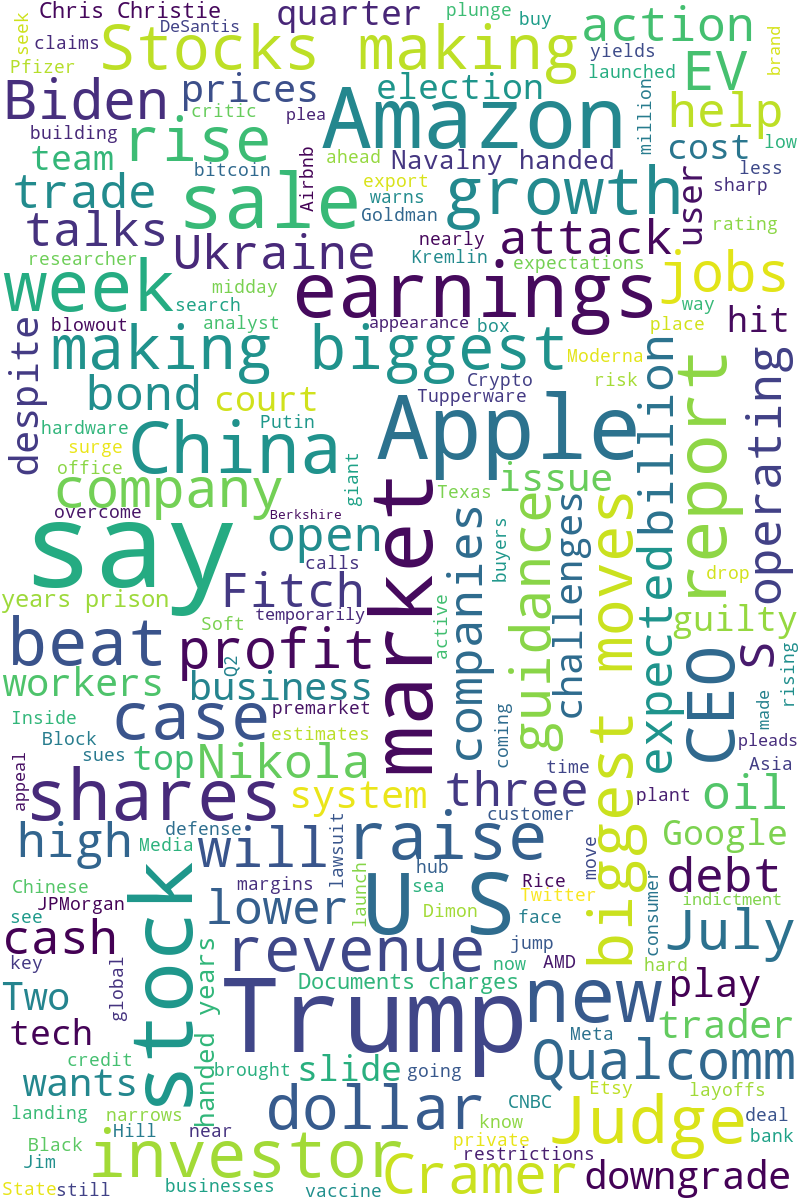 Chris Christie
quarter
plunge
buy
action
seek
claims
DeSantis
Stocks making
yields
brand
Pfizer
launched
EV
Biden
prices
election
million
help
critic
plea
Amazon
building
rise
cost
low
team
bitcoin
Airbnb
ahead
Navalny handed
less
trade
sale
export
warns
growth
user
sharp
Goldman
rating
talks
Ukraine
nearly
attack
researcher
Kremlin
expectations
jobs
week
midday
earnings
search
way
despite
blowout
analyst
appearance
box
place
hit
making biggest
Moderna
operating
bond
court
Crypto
risk
billion
report
Tupperware
hardware
China
Putin
Apple
surge
office
giant
issue
company
market
Texas
overcome
Berkshire
say
open
companies
buyers
guidance
challenges
biggest moves
expected
calls
drop
years prison
Fitch
temporarily
active
guilty
Soft
beat
profit
Q2
S
rising
workers
business
CEO
case
premarket
Inside
made
Block
estimates
coming
pleads
sues
top
Nikola
time
Asia
appeal
shares
system
three
plant
oil
customer
high
defense
will
lawsuit
raise
Google
Media
move
hub
margins
launch
U S
Rice
debt
Chinese
stock
sea
Twitter
indictment
JPMorgan
lower
Dimon
face
consumer
see
cash
July
revenue
jump
key
global
handed years
now
AMD
hard
Two
Documents charges
new
play
Trump
tech
trader
Meta
credit
Qualcomm
wants
brought
slide
going
Etsy
layoffs
landing
narrows
dollar
CNBC
Judge
deal
Hill
near
know
Black
private
bank
Jim
investor
restrictions
State
still
businesses
vaccine
Cramer
downgrade